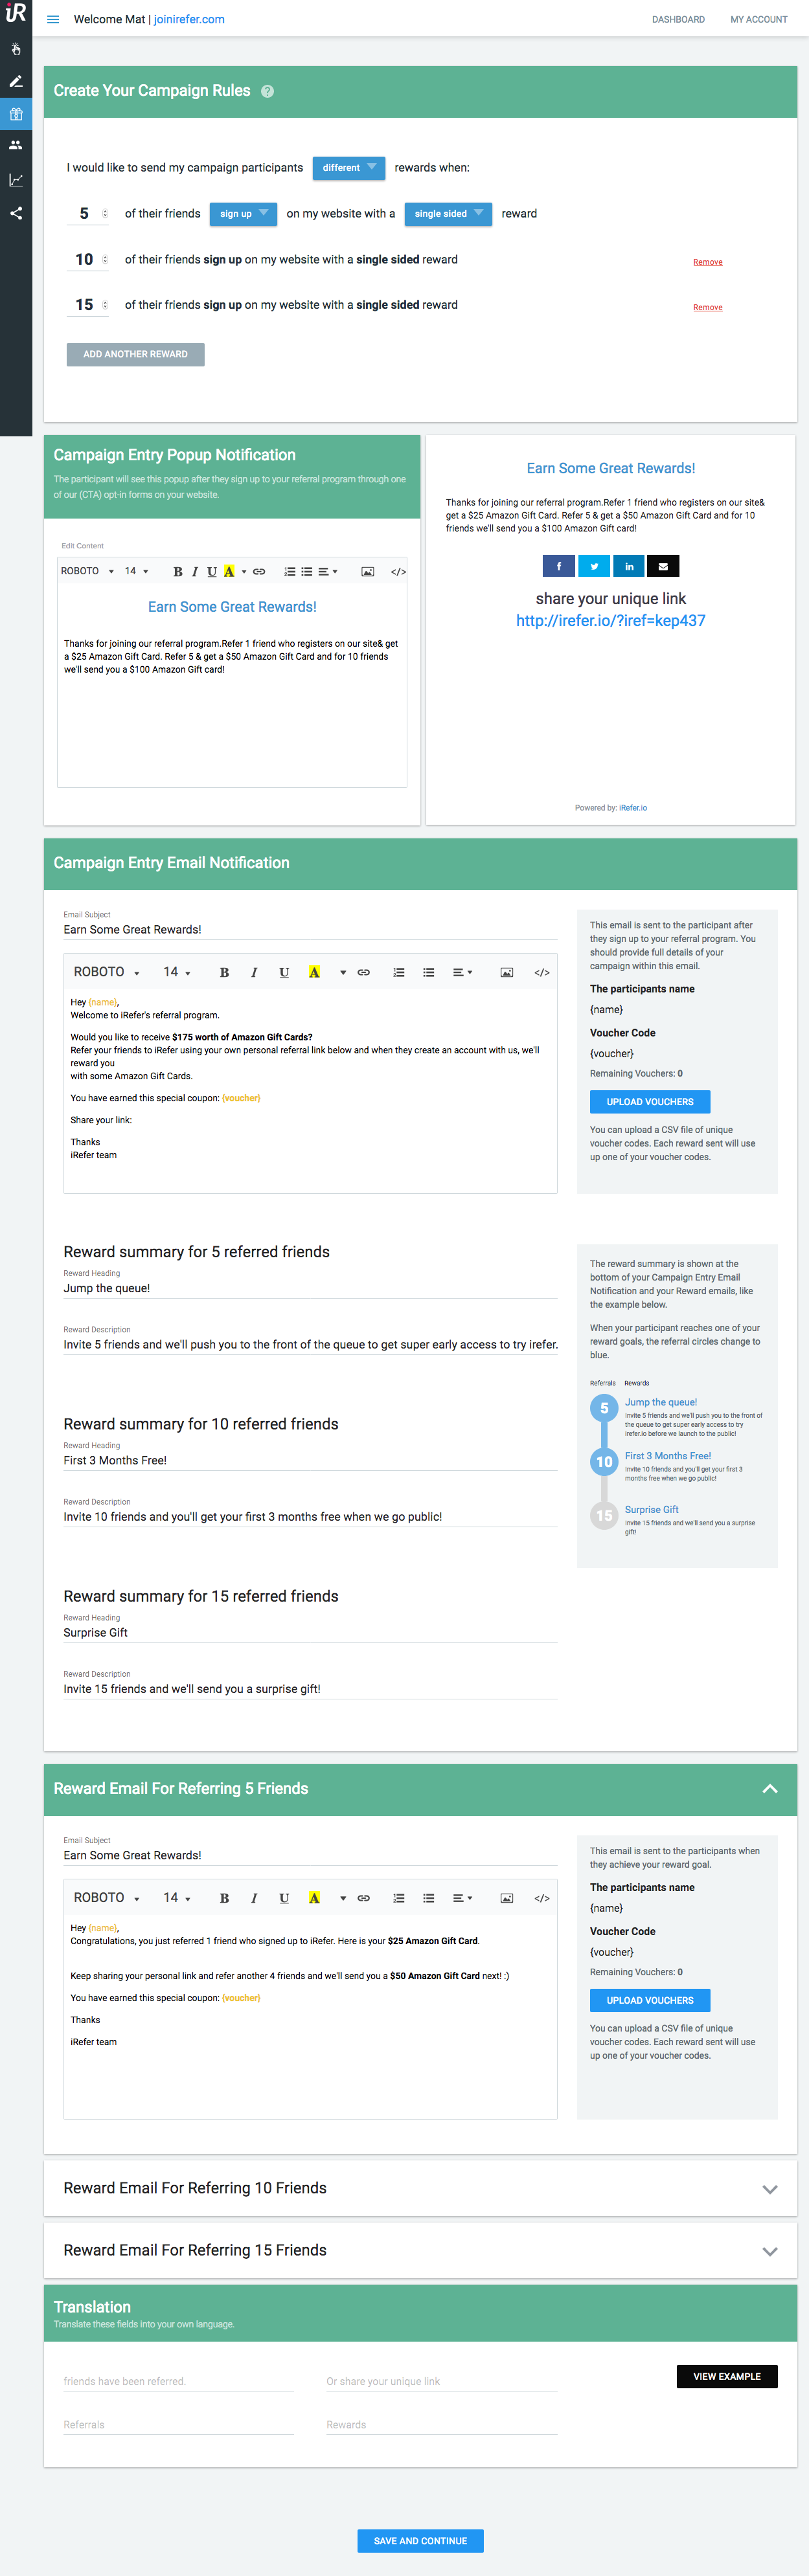 iR
Welcome Mat | joinirefer.com
DASHBOARD
MY ACCOUNT
Create Your Campaign Rules ?
I would like to send my campaign participants different rewards when:
5 of their friends sign up on my website with a single sided reward
10 of their friends sign up on my website with a single sided reward Remove
15 of their friends sign up on my website with a single sided reward Remove
ADD ANOTHER REWARD
Campaign Entry Popup Notification
The participant will see this popup after they sign up to your referral program through one
of our (CTA) opt-in forms on your website.
Edit Content
ROBOTO 14 B I U A </>
Earn Some Great Rewards!
Thanks for joining our referral program.Refer 1 friend who registers on our site& get
a $25 Amazon Gift Card. Refer 5 & get a $50 Amazon Gift Card and for 10 friends
we'll send you a $100 Amazon Gift card!
Earn Some Great Rewards!
Thanks for joining our referral program.Refer 1 friend who registers on our site&
get a $25 Amazon Gift Card. Refer 5 & get a $50 Amazon Gift Card and for 10
friends we'll send you a $100 Amazon Gift card!
f in
share your unique link
http://irefer.io/?iref=kep437
Powered by: iRefer.io
Campaign Entry Email Notification
Email Subject
Earn Some Great Rewards!
ROBOTO 14 B I U A </>
Hey {name},
Welcome to iRefer's referral program.
Would you like to receive $175 worth of Amazon Gift Cards?
Refer your friends to iRefer using your own personal referral link below and when they create an account with us, we'll
reward you
with some Amazon Gift Cards.
You have earned this special coupon: {voucher}
Share your link:
Thanks
iRefer team
This email is sent to the participant after
they sign up to your referral program. You
should provide full details of your
campaign within this email.
The participants name
{name}
Voucher Code
{voucher}
Remaining Vouchers: 0
UPLOAD VOUCHERS
You can upload a CSV file of unique
voucher codes. Each reward sent will use
up one of your voucher codes.
Reward summary for 5 referred friends
Reward Heading
Jump the queue!
Reward Description
Invite 5 friends and we'll push you to the front of the queue to get super early access to try irefer.
Reward summary for 10 referred friends
Reward Heading
First 3 Months Free!
Reward Description
Invite 10 friends and you'll get your first 3 months free when we go public!
Reward summary for 15 referred friends
Reward Heading
Surprise Gift
Reward Description
Invite 15 friends and we'll send you a surprise gift!
The reward summary is shown at the
bottom of your Campaign Entry Email
Notification and your Reward emails, like
the example below.
When your participant reaches one of your
reward goals, the referral circles change to
blue.
Referrals Rewards
5 Jump the queue!
Invite 5 friends and we'll push you to the front of
the queue to get super early access to try
irefer.io before we launch to the public!
10 First 3 Months Free!
Invite 10 friends and you'll get your first 3
months free when we go public!
15 Surprise Gift
Invite 15 friends and we'll send you a surprise
gift!
Reward Email For Referring 5 Friends
Email Subject
Earn Some Great Rewards!
ROBOTO 14 B I U A </>
Hey {name},
Congratulations, you just referred 1 friend who signed up to iRefer. Here is your $25 Amazon Gift Card.
Keep sharing your personal link and refer another 4 friends and we'll send you a $50 Amazon Gift Card next! :)
You have earned this special coupon: {voucher}
Thanks
iRefer team
This email is sent to the participants when
they achieve your reward goal.
The participants name
{name}
Voucher Code
{voucher}
Remaining Vouchers: 0
UPLOAD VOUCHERS
You can upload a CSV file of unique
voucher codes. Each reward sent will use
up one of your voucher codes.
Reward Email For Referring 10 Friends
Reward Email For Referring 15 Friends
Translation
Translate these fields into your own language.
friends have been referred.
Or share your unique link
VIEW EXAMPLE
Referrals
Rewards
SAVE AND CONTINUE